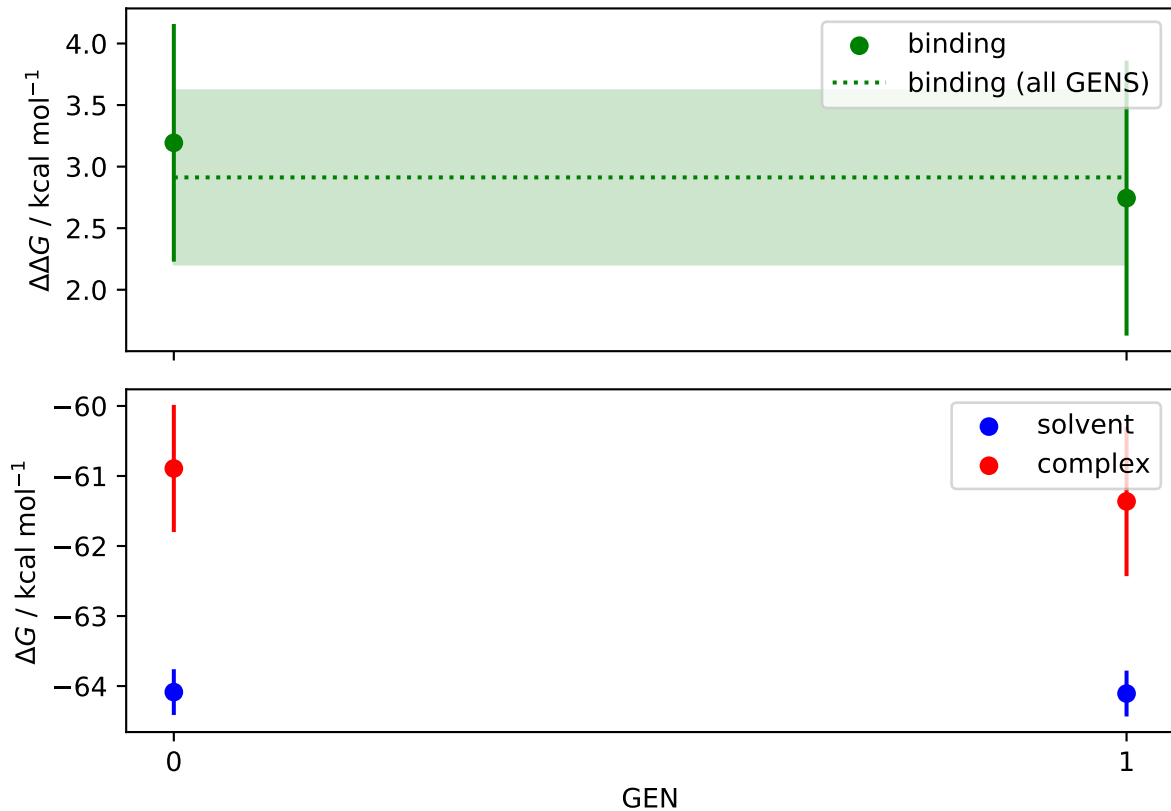 4.0
3.5
3.0
2.5
2.0
ΔΔG / kcal mol⁻¹
binding
binding (all GENS)
−60
−61
−62
−63
−64
ΔG / kcal mol⁻¹
solvent
complex
0
1
GEN